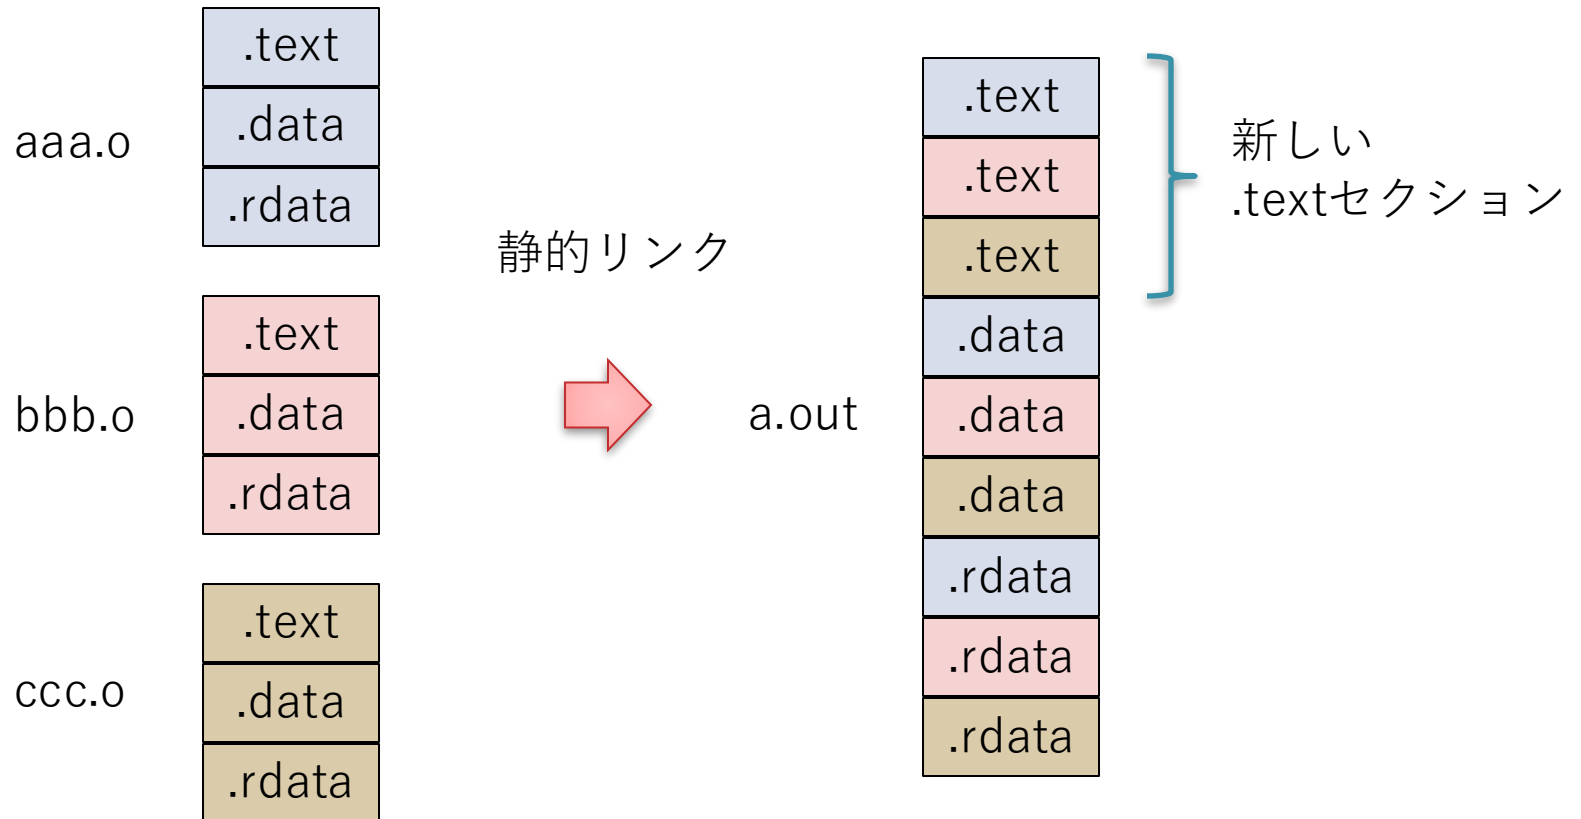 aaa.o
.text
.data
.rdata
bbb.o
.text
.data
.rdata
ccc.o
.text
.data
.rdata
静的リンク
a.out
.text
.text
.text
.data
.data
.data
.rdata
.rdata
.rdata
新しい
.textセクション